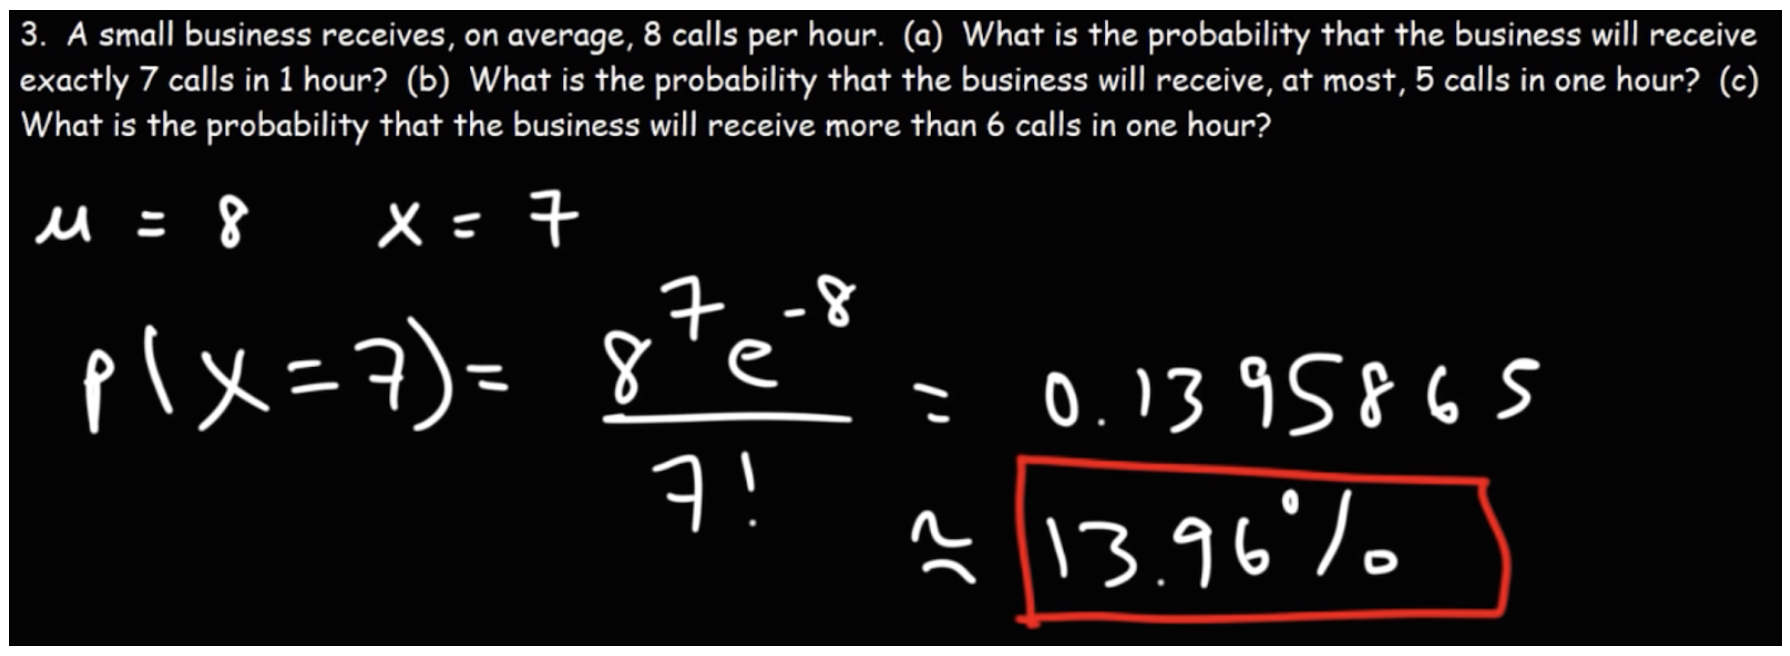 3. A small business receives, on average, 8 calls per hour. (a) What is the probability that the business will receive
exactly 7 calls in 1 hour? (b) What is the probability that the business will receive, at most, 5 calls in one hour? (c)
What is the probability that the business will receive more than 6 calls in one hour?
μ = 8 x = 7
P(x=7) = 8^7 e^-8 / 7! = 0.1395865
≈ 13.96%